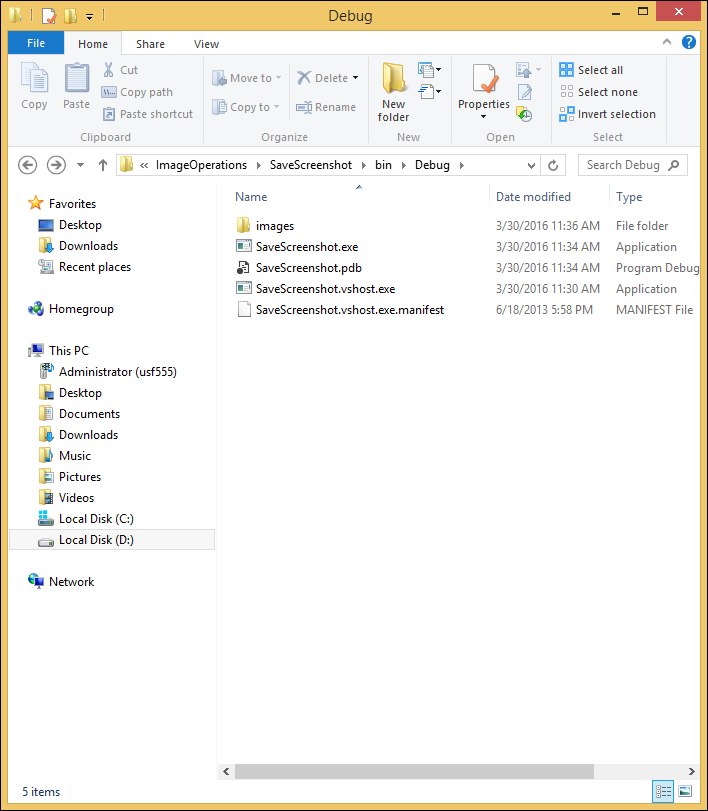 Debug
File Home Share View
Copy
Paste
Cut
Copy path
Paste shortcut
Clipboard
Move to
Copy to
Delete
Rename
Organize
New
folder
New
Properties
Open
Select all
Select none
Invert selection
Select
« ImageOperations SaveScreenshot bin Debug
Search Debug
Favorites
Desktop
Downloads
Recent places
Homegroup
This PC
Administrator (usf555)
Desktop
Documents
Downloads
Music
Pictures
Videos
Local Disk (C:)
Local Disk (D:)
Network
Name Date modified Type
images 3/30/2016 11:36 AM File folder
SaveScreenshot.exe 3/30/2016 11:34 AM Application
SaveScreenshot.pdb 3/30/2016 11:34 AM Program Debug
SaveScreenshot.vshost.exe 3/30/2016 11:30 AM Application
SaveScreenshot.vshost.exe.manifest 6/18/2013 5:58 PM MANIFEST File
5 items